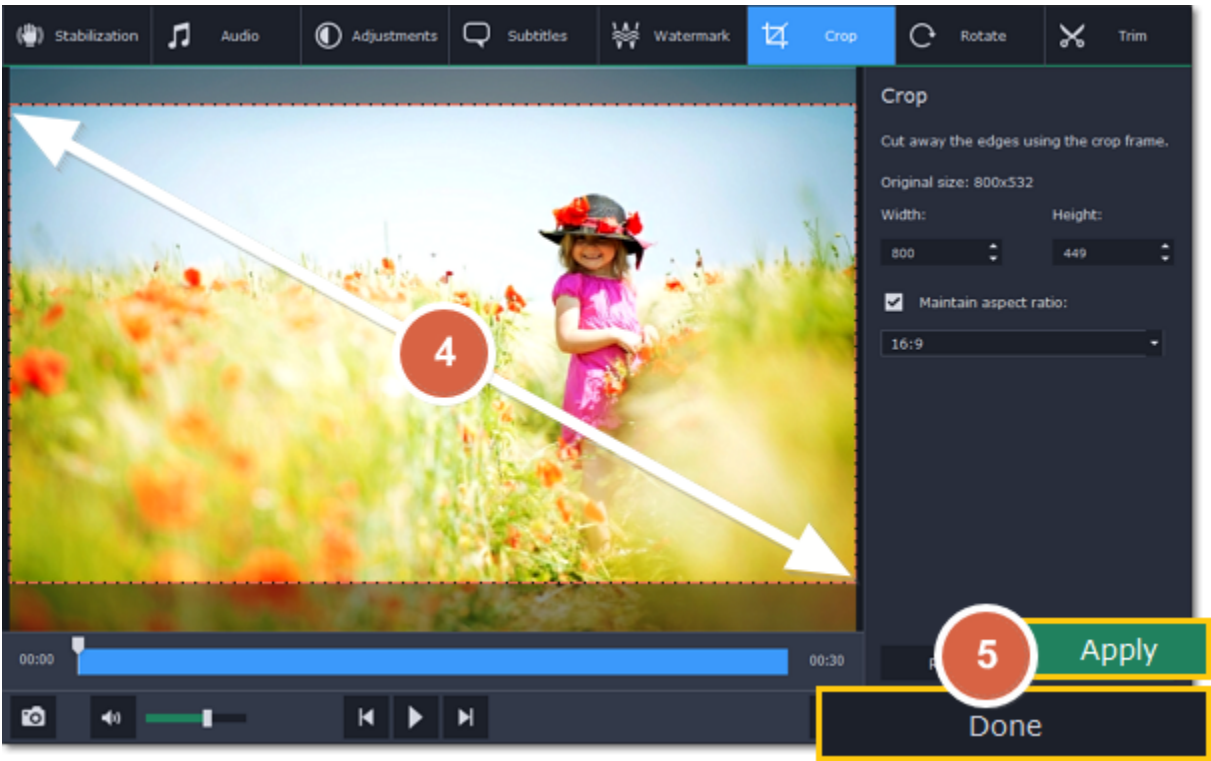 Stabilization
Audio
Adjustments
Subtitles
Watermark
Crop
Rotate
Trim
Crop
Cut away the edges using the crop frame.
Original size: 800x532
Width: Height:
800 449
Maintain aspect ratio:
16:9
4
00:00
00:30
5
Apply
Done